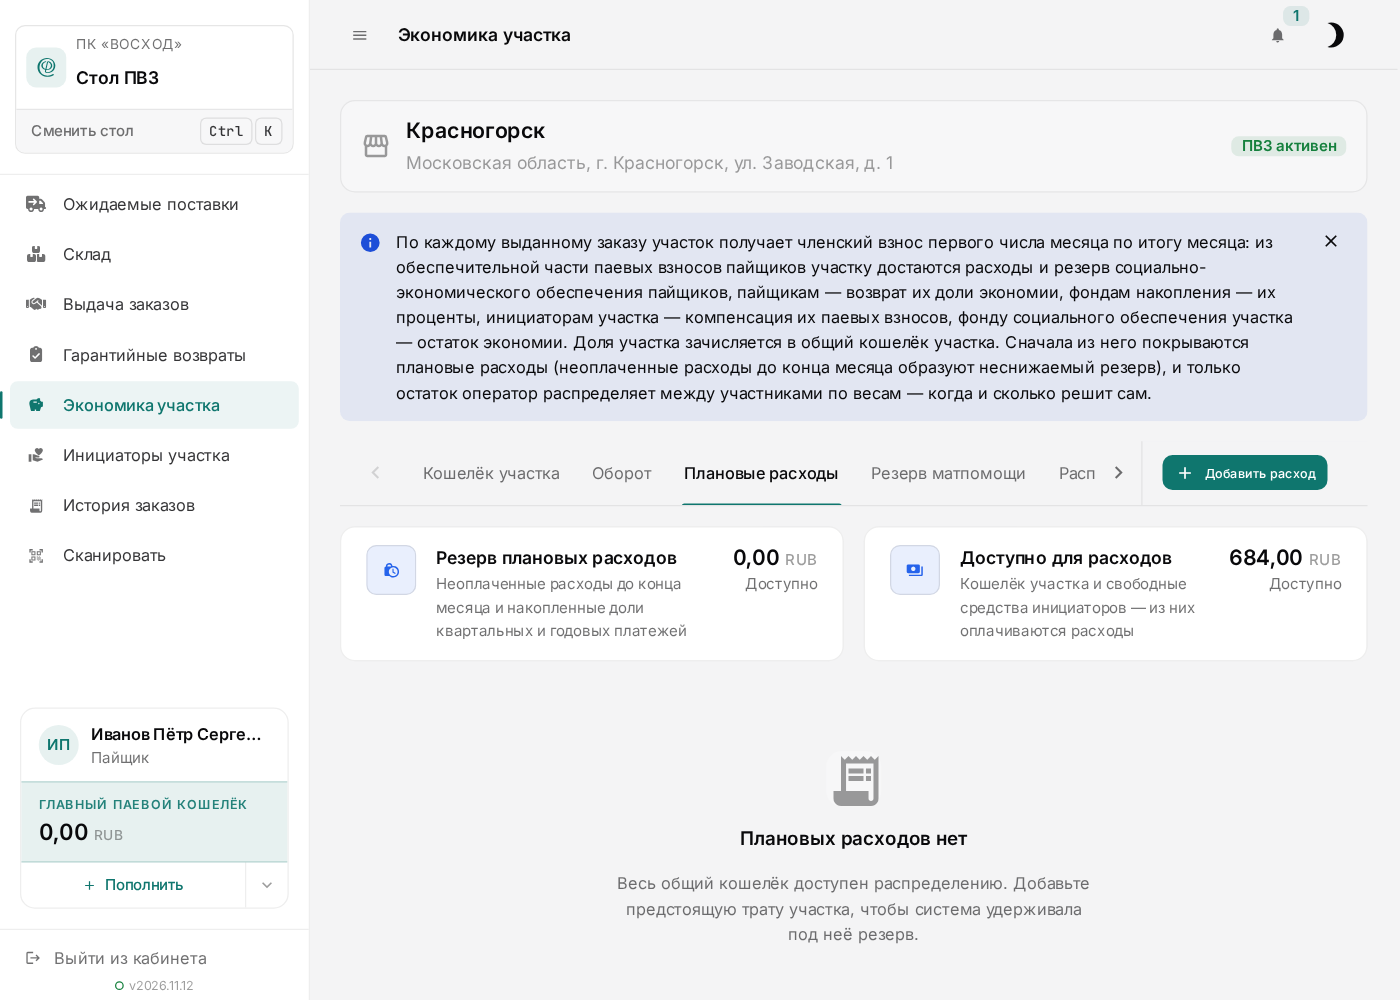 ПК «ВОСХОД»
Стол ПВЗ
Сменить стол
Ctrl K
Ожидаемые поставки
Склад
Выдача заказов
Гарантийные возвраты
Экономика участка
Инициаторы участка
История заказов
Сканировать
ИП
Иванов Пётр Серге...
Пайщик
ГЛАВНЫЙ ПАЕВОЙ КОШЕЛЁК
0,00 RUB
+ Пополнить
Выйти из кабинета
v2026.11.12
Экономика участка
1
Красногорск
Московская область, г. Красногорск, ул. Заводская, д. 1
ПВЗ активен
По каждому выданному заказу участок получает членский взнос первого числа месяца по итогу месяца: из
обеспечительной части паевых взносов пайщиков участку достаются расходы и резерв социально-
экономического обеспечения пайщиков, пайщикам — возврат их доли экономии, фондам накопления — их
проценты, инициаторам участка — компенсация их паевых взносов, фонду социального обеспечения участка
— остаток экономии. Доля участка зачисляется в общий кошелёк участка. Сначала из него покрываются
плановые расходы (неоплаченные расходы до конца месяца образуют неснижаемый резерв), и только
остаток оператор распределяет между участниками по весам — когда и сколько решит сам.
Кошелёк участка
Оборот
Плановые расходы
Резерв матпомощи
Расп
+ Добавить расход
Резерв плановых расходов
Неоплаченные расходы до конца
месяца и накопленные доли
квартальных и годовых платежей
0,00 RUB
Доступно
Доступно для расходов
Кошелёк участка и свободные
средства инициаторов — из них
оплачиваются расходы
684,00 RUB
Доступно
Плановых расходов нет
Весь общий кошелёк доступен распределению. Добавьте
предстоящую трату участка, чтобы система удерживала
под неё резерв.